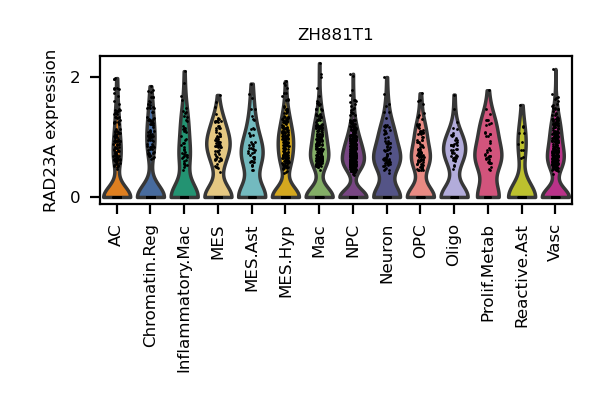 ZH881T1
RAD23A expression
2
0
AC
Chromatin.Reg
Inflammatory.Mac
MES
MES.Ast
MES.Hyp
Mac
NPC
Neuron
OPC
Oligo
Prolif.Metab
Reactive.Ast
Vasc